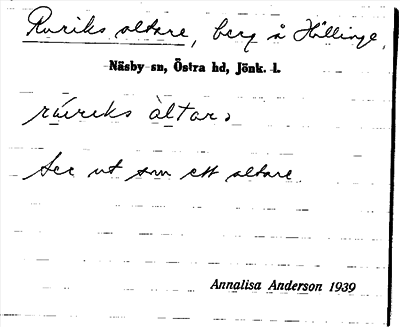 Ruriks altare, berg å Hällinge,
Näsby sn, Östra hd, Jönk. l.
rúriks àltar
Ser ut som ett altare.
Annalisa Anderson 1939